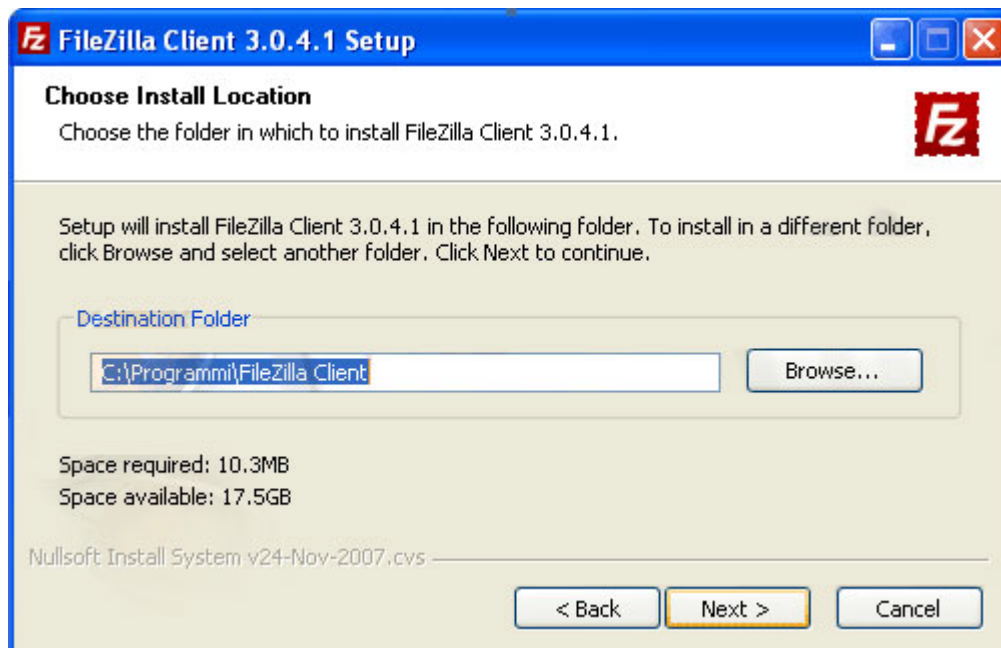 FileZilla Client 3.0.4.1 Setup
Choose Install Location
Choose the folder in which to install FileZilla Client 3.0.4.1.
Fz
Setup will install FileZilla Client 3.0.4.1 in the following folder. To install in a different folder,
click Browse and select another folder. Click Next to continue.
Destination Folder
C:\Programmi\FileZilla Client
Browse...
Space required: 10.3MB
Space available: 17.5GB
Nullsoft Install System v24-Nov-2007.cvs
< Back
Next >
Cancel